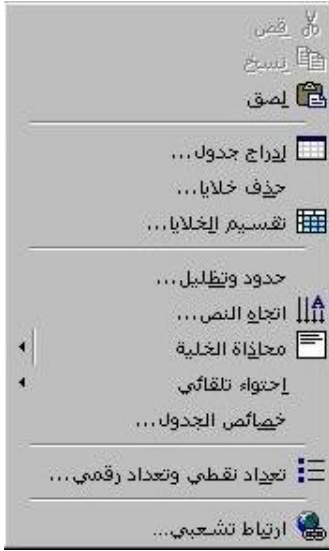 قص
نسخ
لصق
إدراج جدول...
حذف خلايا...
تقسيم الخلايا...
حدود وتظليل...
اتجاه النص...
محاذاة الخلية
إحتواء تلقائي
خصائص الجدول...
تعداد نقطي وتعداد رقمي...
ارتباط تشعبي...